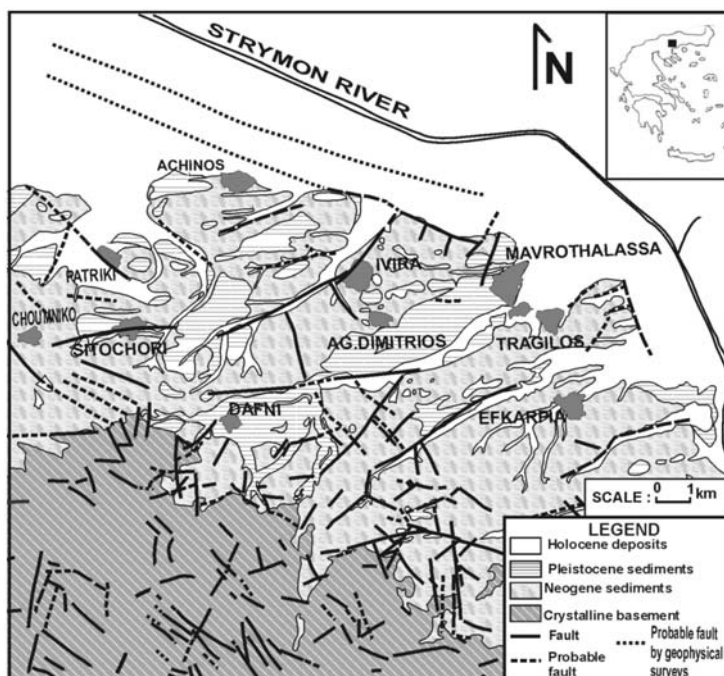 STRYMON RIVER
N
ACHINOS
IVIRA
MAVROTHALASSA
PATRIKI
CHOUMNIKO
SITOCHORI
AG.DIMITRIOS
TRAGILOS
DAFNI
EFKARPIA
SCALE : 0 1 km
LEGEND
Holocene deposits
Pleistocene sediments
Neogene sediments
Crystalline basement
Fault
Probable fault
Probable fault by geophysical surveys